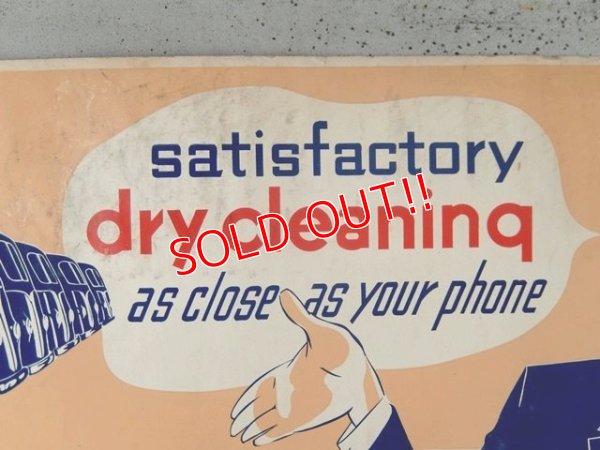 satisfactory
dry cleaning
SOLD OUT!!
as close as your phone